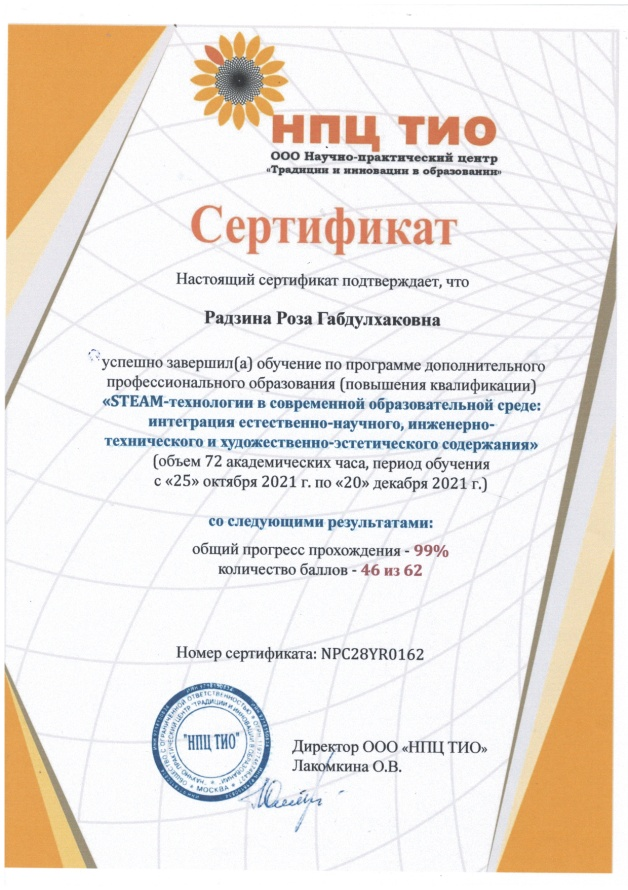 НПЦ ТИО
ООО Научно-практический центр
«Традиции и инновации в образовании»
Сертификат
Настоящий сертификат подтверждает, что
Радзина Роза Габдулхаковна
успешно завершил(а) обучение по программе дополнительного
профессионального образования (повышения квалификации)
«STEAM-технологии в современной образовательной среде:
интеграция естественно-научного, инженерно-
технического и художественно-эстетического содержания»
(объем 72 академических часа, период обучения
с «25» октября 2021 г. по «20» декабря 2021 г.)
со следующими результатами:
общий прогресс прохождения - 99%
количество баллов - 46 из 62
Номер сертификата: NPC28YR0162
"НПЦ ТИО"
МОСКВА
Директор ООО «НПЦ ТИО»
Лакомкина О.В.